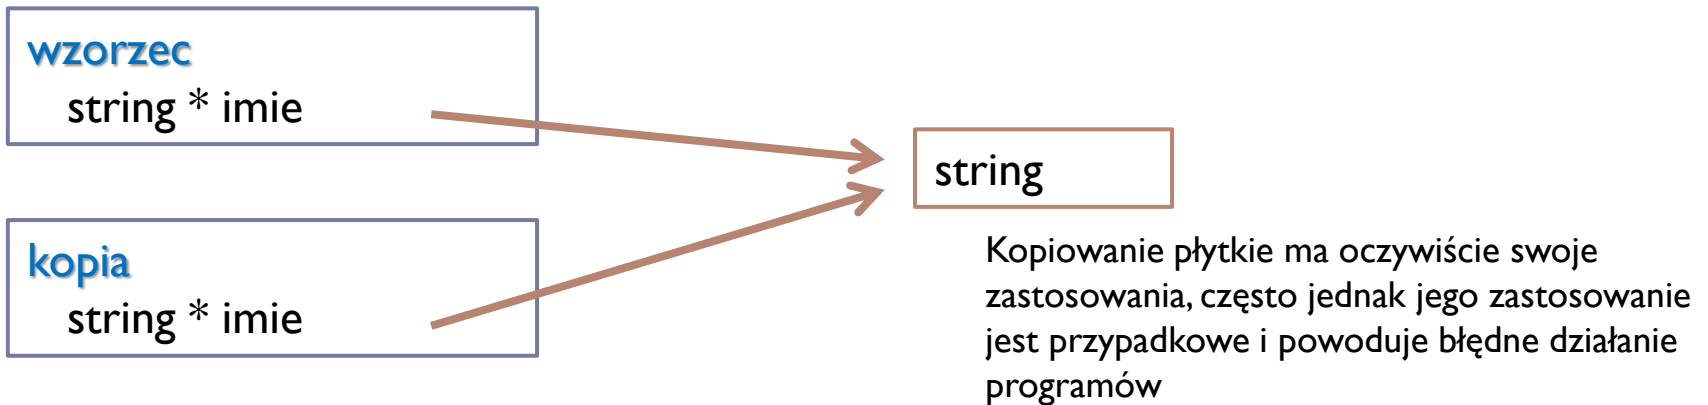 wzorzec
string * imie
string
kopia
string * imie
Kopiowanie płytkie ma oczywiście swoje
zastosowania, często jednak jego zastosowanie
jest przypadkowe i powoduje błędne działanie
programów